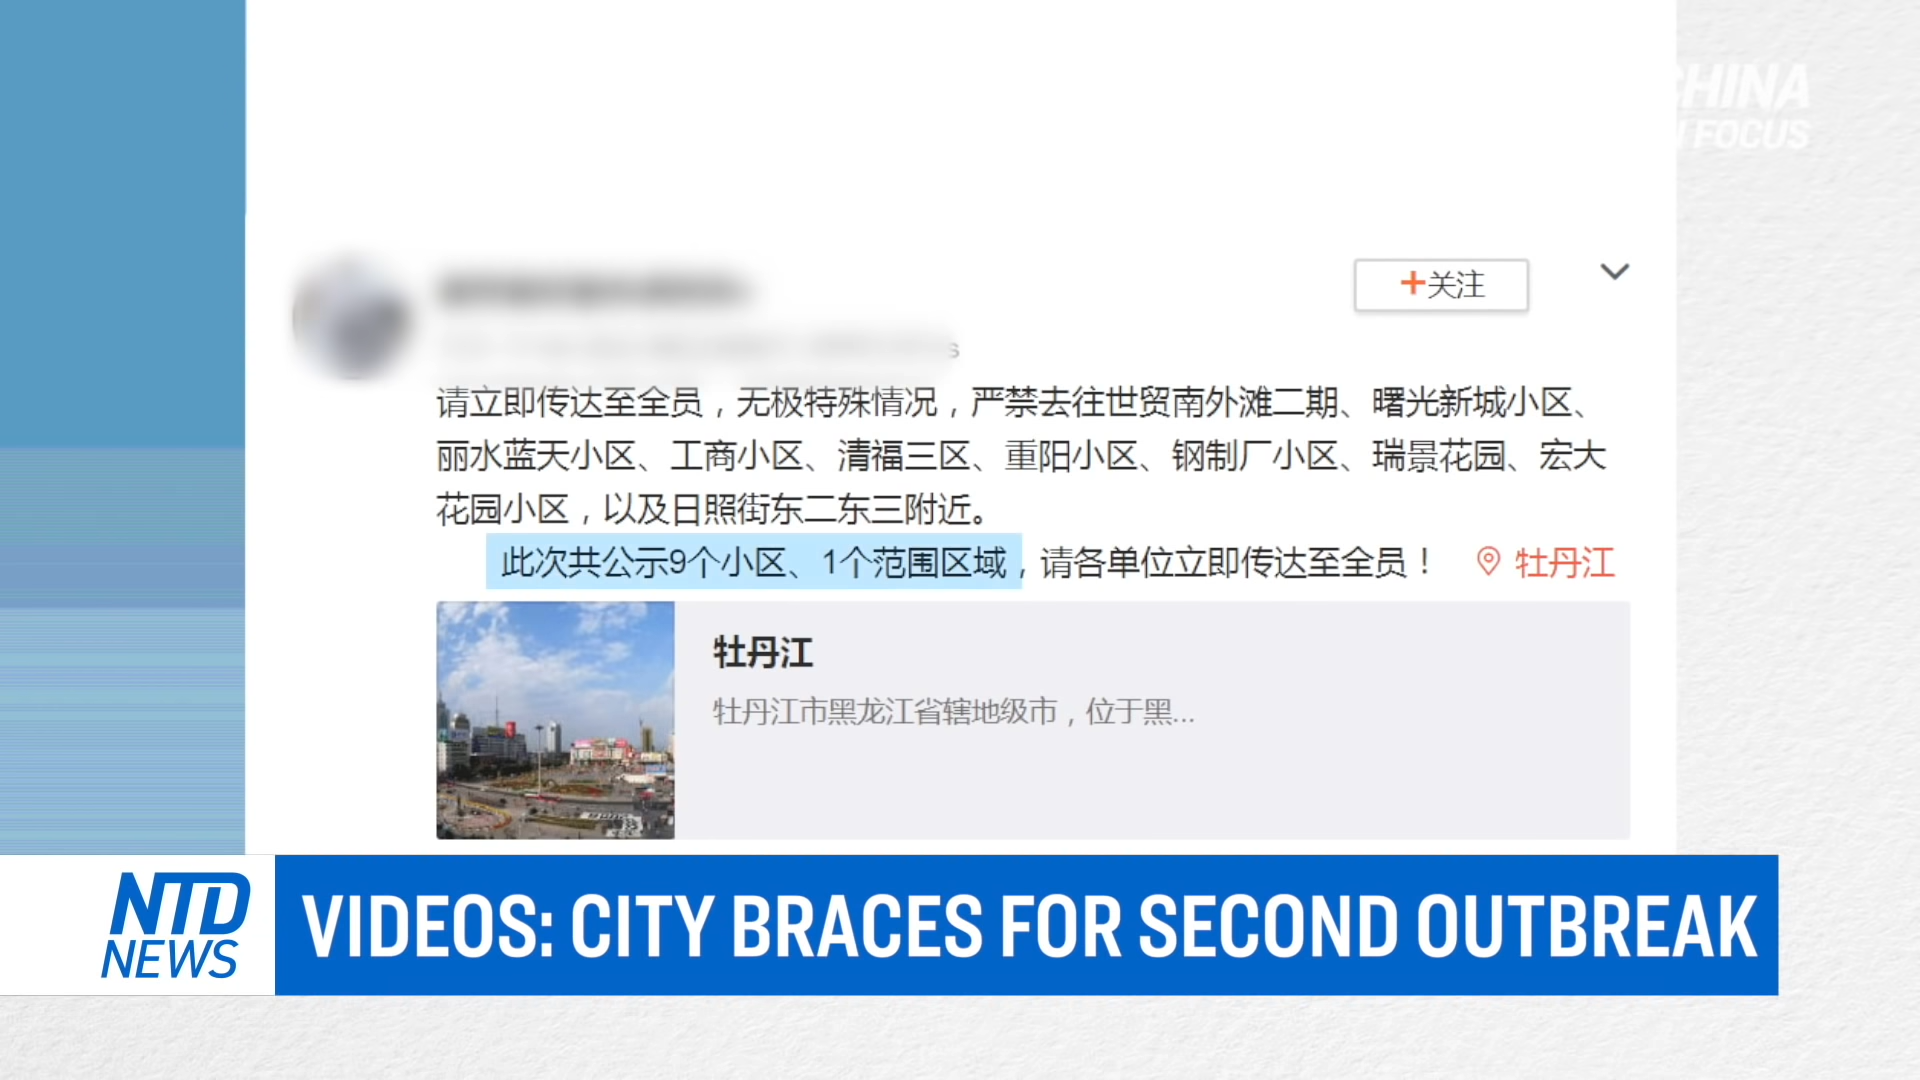 CHINA
IN FOCUS
+关注
请立即传达至全员，无极特殊情况，严禁去往世贸南外滩二期、曙光新城小区、
丽水蓝天小区、工商小区、清福三区、重阳小区、钢制厂小区、瑞景花园、宏大
花园小区，以及日照街东二东三附近。
此次共公示9个小区、1个范围区域，请各单位立即传达至全员！ 牡丹江
牡丹江
牡丹江市黑龙江省辖地级市，位于黑...
NTD
NEWS
VIDEOS: CITY BRACES FOR SECOND OUTBREAK